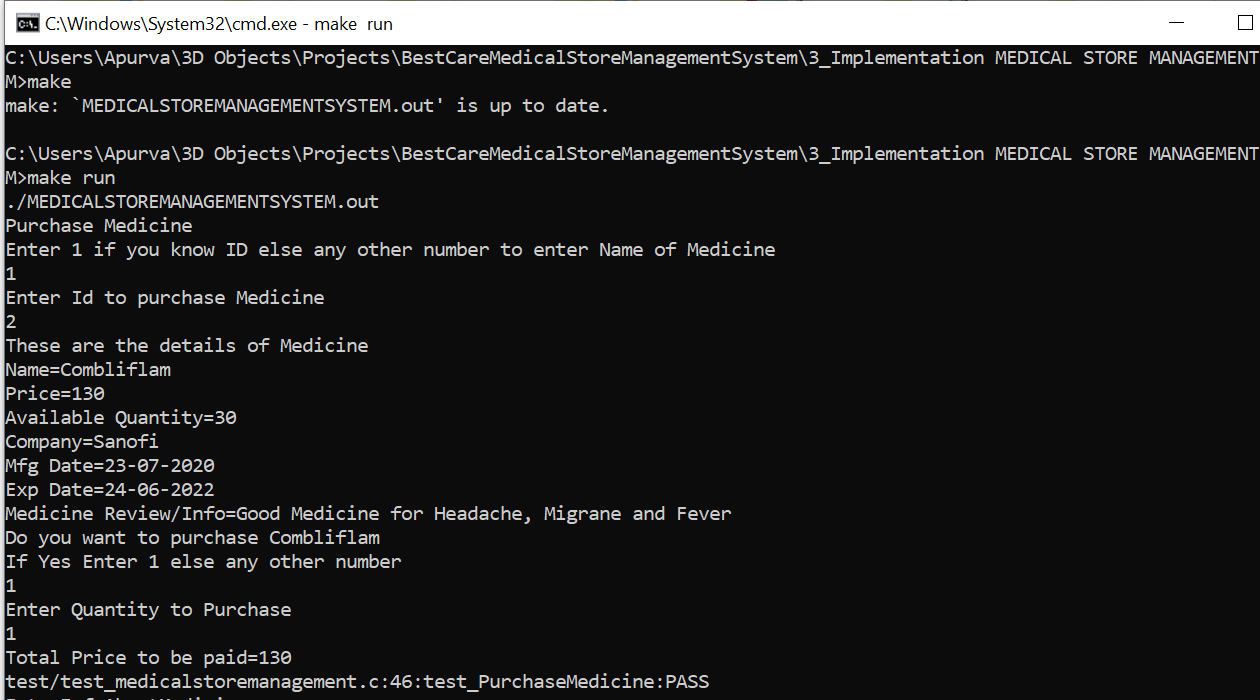 C:\Windows\System32\cmd.exe - make  run
C:\Users\Apurva\3D Objects\Projects\BestCareMedicalStoreManagementSystem\3_Implementation MEDICAL STORE MANAGEMENT
M>make
make: `MEDICALSTOREMANAGEMENTSYSTEM.out' is up to date.
C:\Users\Apurva\3D Objects\Projects\BestCareMedicalStoreManagementSystem\3_Implementation MEDICAL STORE MANAGEMENT
M>make run
./MEDICALSTOREMANAGEMENTSYSTEM.out
Purchase Medicine
Enter 1 if you know ID else any other number to enter Name of Medicine
1
Enter Id to purchase Medicine
2
These are the details of Medicine
Name=Combliflam
Price=130
Available Quantity=30
Company=Sanofi
Mfg Date=23-07-2020
Exp Date=24-06-2022
Medicine Review/Info=Good Medicine for Headache, Migrane and Fever
Do you want to purchase Combliflam
If Yes Enter 1 else any other number
1
Enter Quantity to Purchase
1
Total Price to be paid=130
test/test_medicalstoremanagement.c:46:test_PurchaseMedicine:PASS